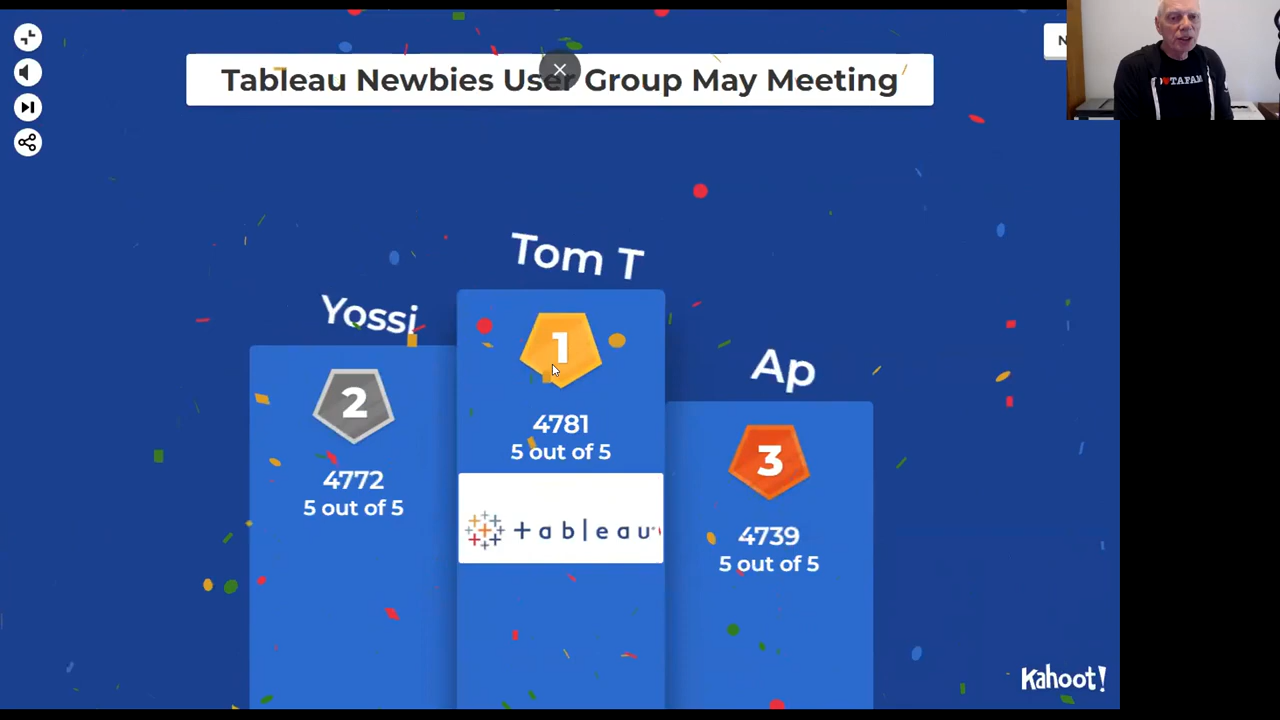 Tableau Newbies User Group May Meeting
N
TAFAM
Tom T
Yossi
Ap
1
2
3
4781
5 out of 5
4772
5 out of 5
4739
5 out of 5
+ableau
Kahoot!